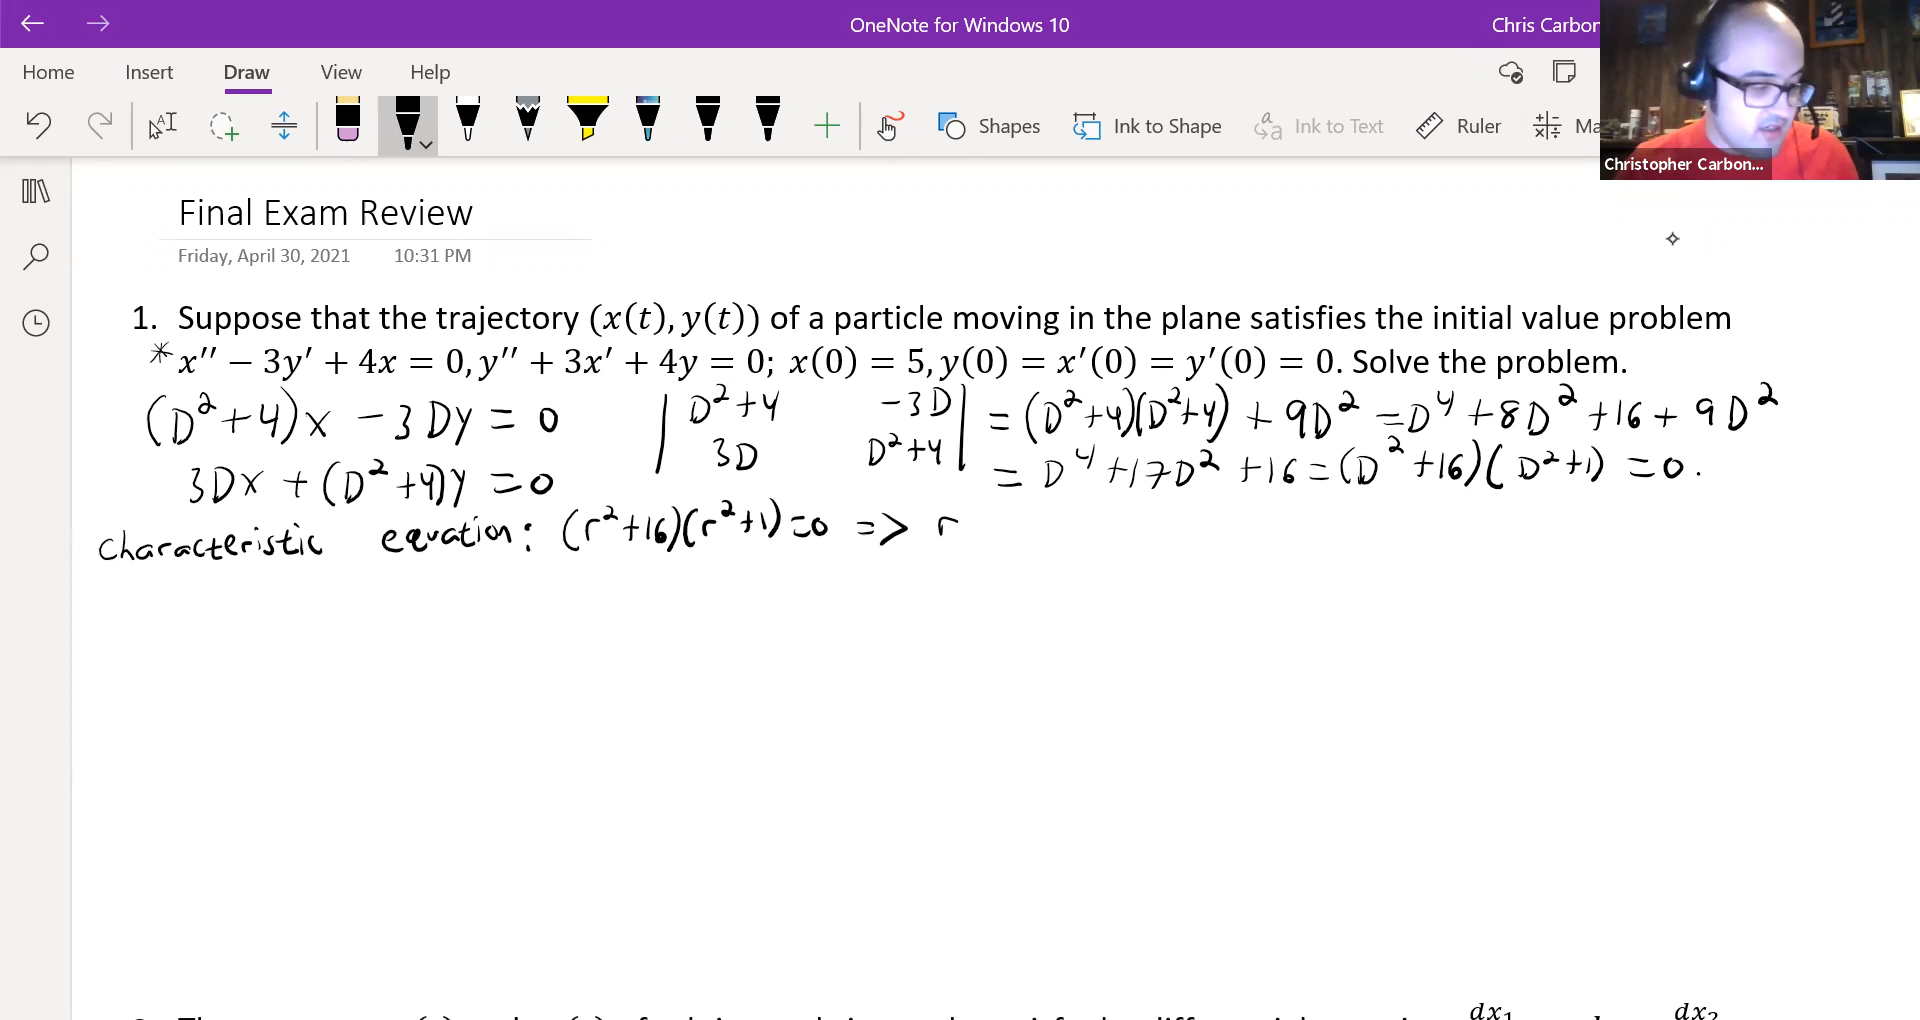 OneNote for Windows 10
Chris Carbon
Home Insert Draw View Help
Shapes Ink to Shape Ink to Text Ruler Ma
Christopher Carbon...
Final Exam Review
Friday, April 30, 2021 10:31 PM
1. Suppose that the trajectory (x(t), y(t)) of a particle moving in the plane satisfies the initial value problem
* x′′ − 3y′ + 4x = 0, y′′ + 3x′ + 4y = 0; x(0) = 5, y(0) = x′(0) = y′(0) = 0. Solve the problem.
(D²+4)x − 3Dy = 0 | D²+4 −3D | = (D²+4)(D²+4) + 9D² = D⁴ + 8D² + 16 + 9D²
3Dx + (D²+4)y = 0 | 3D D²+4 | = D⁴ + 17D² + 16 = (D²+16)(D²+1) = 0.
Characteristic equation: (r²+16)(r²+1)=0 => r
dx₁ dx₂